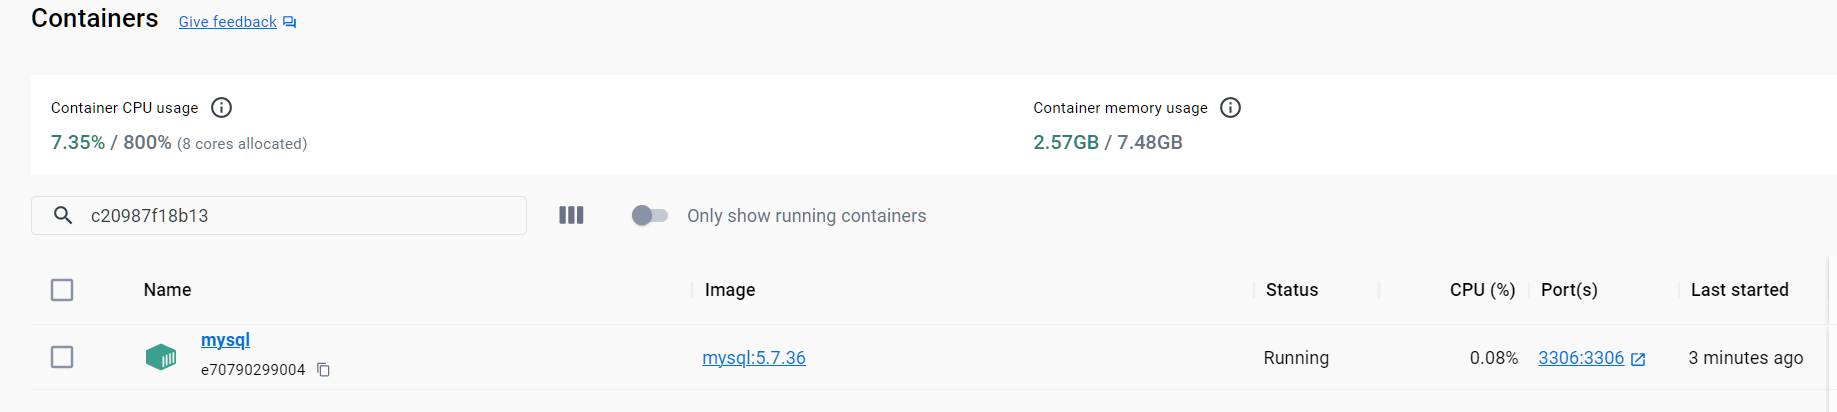 Containers Give feedback
Container CPU usage
7.35% / 800% (8 cores allocated)
Container memory usage
2.57GB / 7.48GB
c20987f18b13
Only show running containers
Name Image Status CPU (%) Port(s) Last started
mysql
e70790299004
mysql:5.7.36 Running 0.08% 3306:3306 3 minutes ago